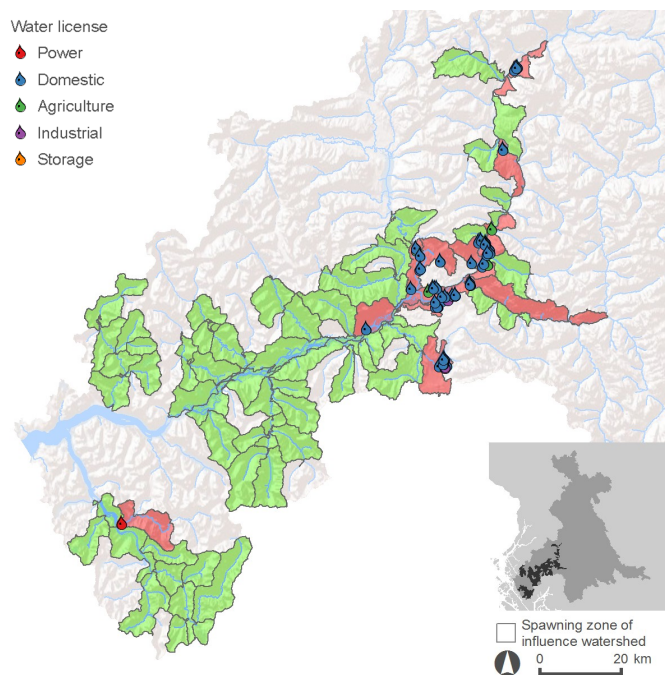 Water license
Power
Domestic
Agriculture
Industrial
Storage
Spawning zone of
influence watershed
0 20 km